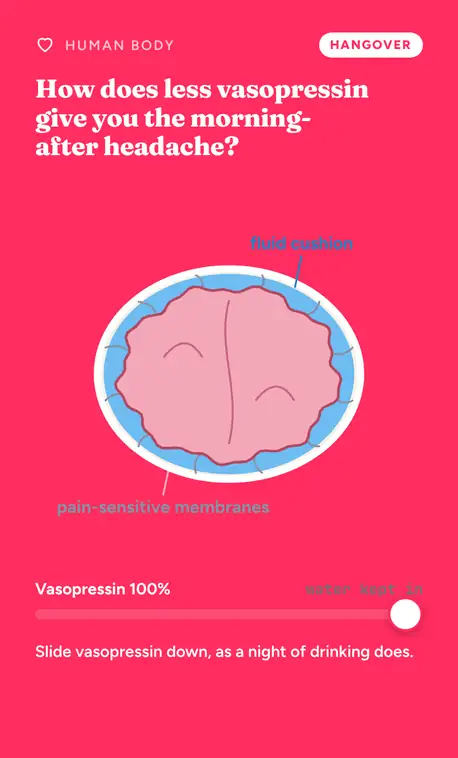 HUMAN BODY
HANGOVER
How does less vasopressin
give you the morning-
after headache?
fluid cushion
pain-sensitive membranes
Vasopressin 100%
water kept in
Slide vasopressin down, as a night of drinking does.